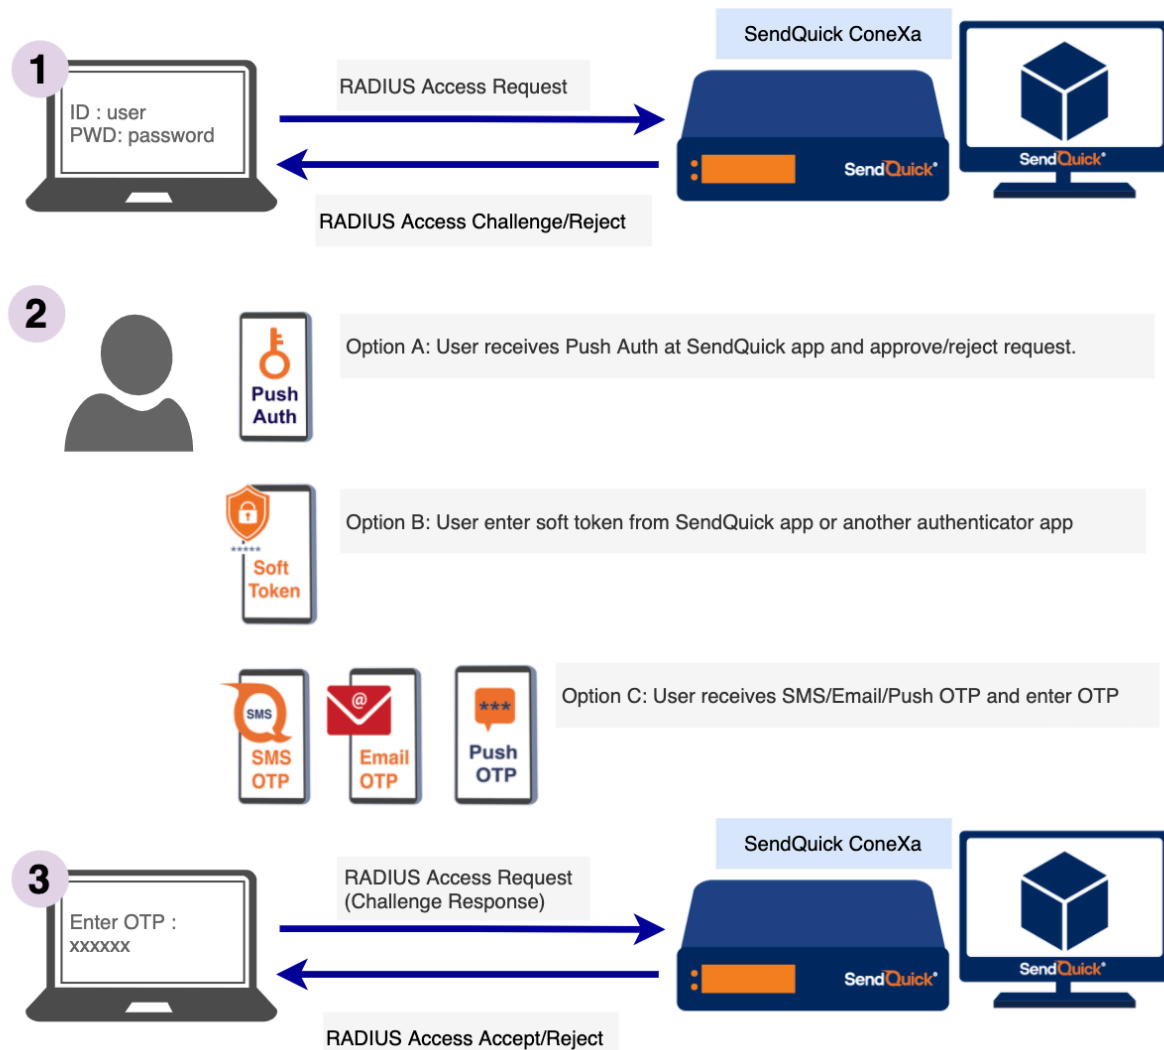 1
SendQuick ConeXa
ID : user
PWD: password
RADIUS Access Request
SendQuick®
SendQuick®
RADIUS Access Challenge/Reject
2
Push
Auth
Option A: User receives Push Auth at SendQuick app and approve/reject request.
*****
Soft
Token
Option B: User enter soft token from SendQuick app or another authenticator app
SMS
SMS
OTP
@
Email
OTP
***
Push
OTP
Option C: User receives SMS/Email/Push OTP and enter OTP
3
SendQuick ConeXa
Enter OTP :
xxxxxx
RADIUS Access Request
(Challenge Response)
SendQuick®
SendQuick®
RADIUS Access Accept/Reject